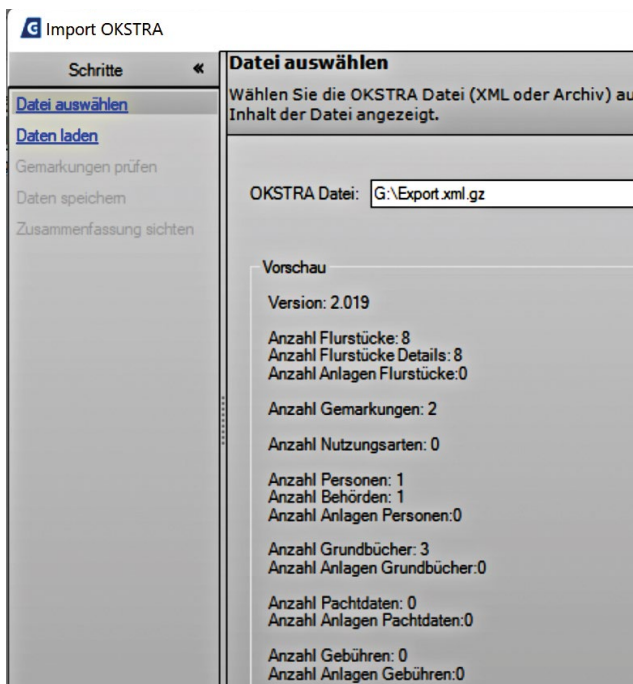 Import OKSTRA
Schritte «
Datei auswählen
Daten laden
Gemarkungen prüfen
Daten speichern
Zusammenfassung sichten
Datei auswählen
Wählen Sie die OKSTRA Datei (XML oder Archiv) au
Inhalt der Datei angezeigt.
OKSTRA Datei: G:\Export.xml.gz
Vorschau
Version: 2.019
Anzahl Flurstücke: 8
Anzahl Flurstücke Details: 8
Anzahl Anlagen Flurstücke:0
Anzahl Gemarkungen: 2
Anzahl Nutzungsarten: 0
Anzahl Personen: 1
Anzahl Behörden: 1
Anzahl Anlagen Personen:0
Anzahl Grundbücher: 3
Anzahl Anlagen Grundbücher:0
Anzahl Pachtdaten: 0
Anzahl Anlagen Pachtdaten:0
Anzahl Gebühren: 0
Anzahl Anlagen Gebühren:0